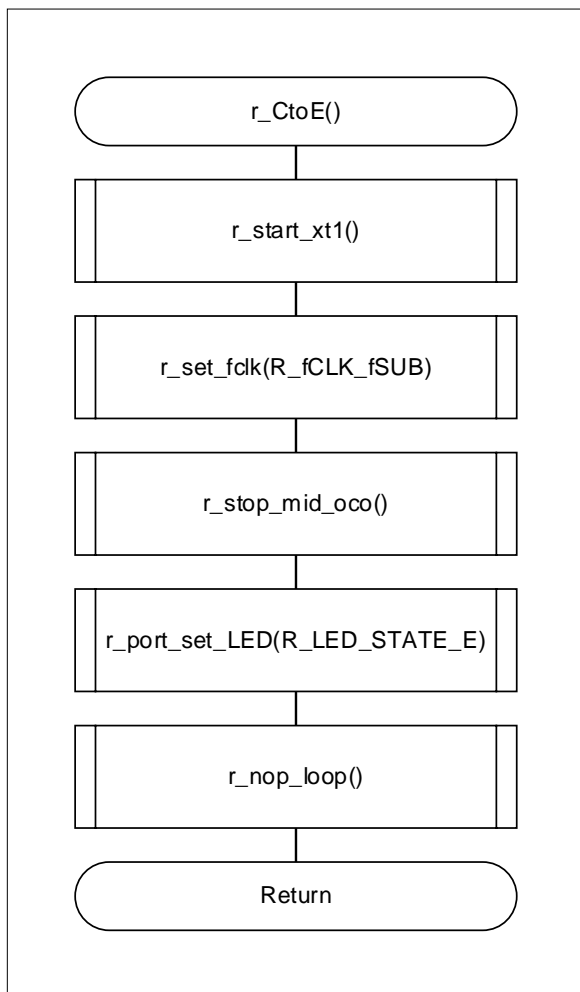 r_CtoE()
r_start_xt1()
r_set_fclk(R_fCLK_fSUB)
r_stop_mid_oco()
r_port_set_LED(R_LED_STATE_E)
r_nop_loop()
Return